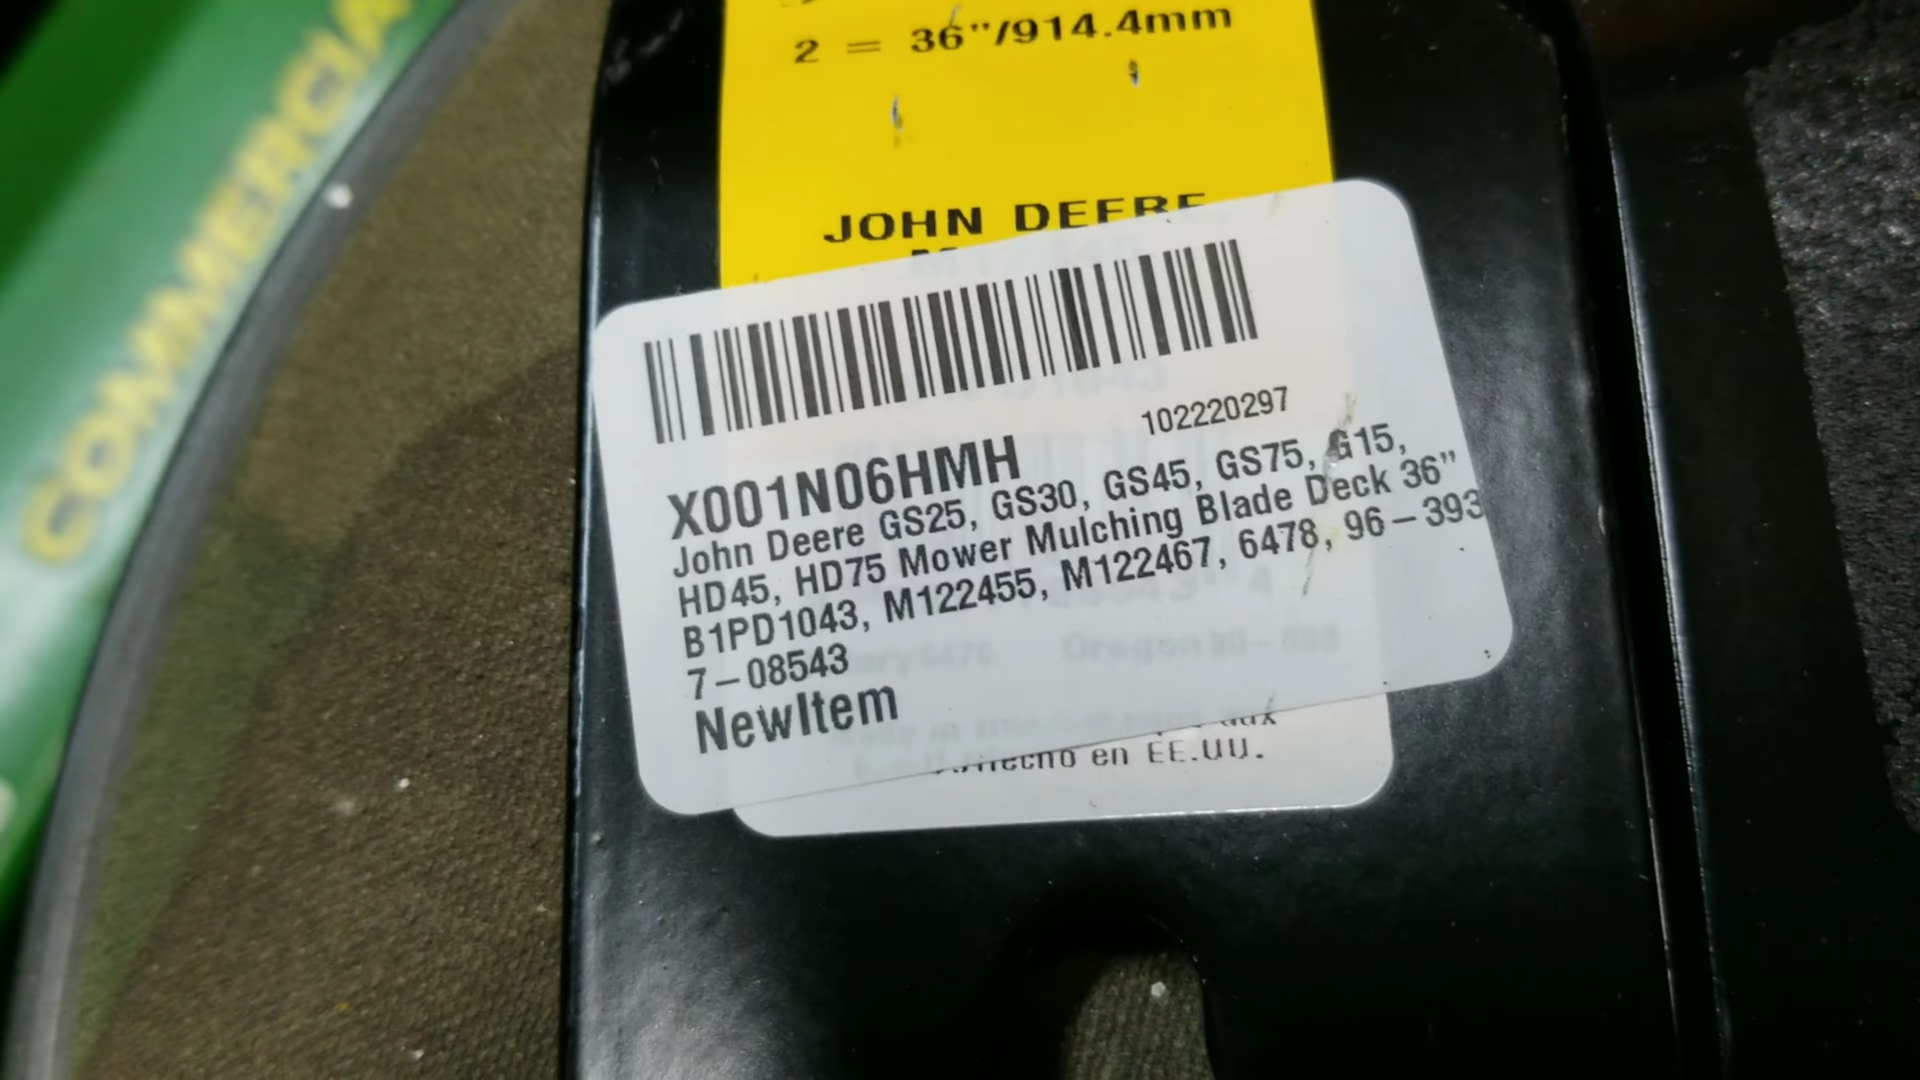 COMMERCIA
2 = 36"/914.4mm
JOHN DEERE
102220297
X001N06HMH
John Deere GS25, GS30, GS45, GS75, G15,
HD45, HD75 Mower Mulching Blade Deck 36"
B1PD1043, M122455, M122467, 6478, 96-393
7-08543
NewItem
en EE.UU.